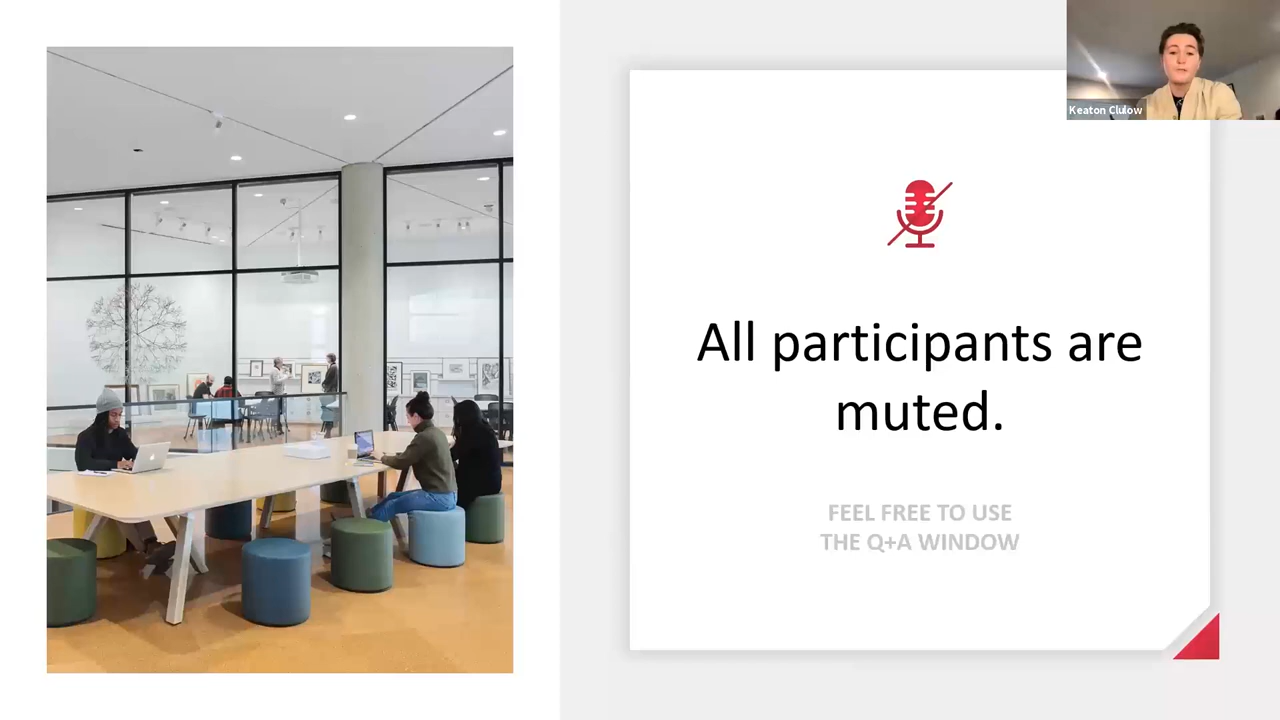 Keaton Clulow
All participants are
muted.
FEEL FREE TO USE
THE Q+A WINDOW